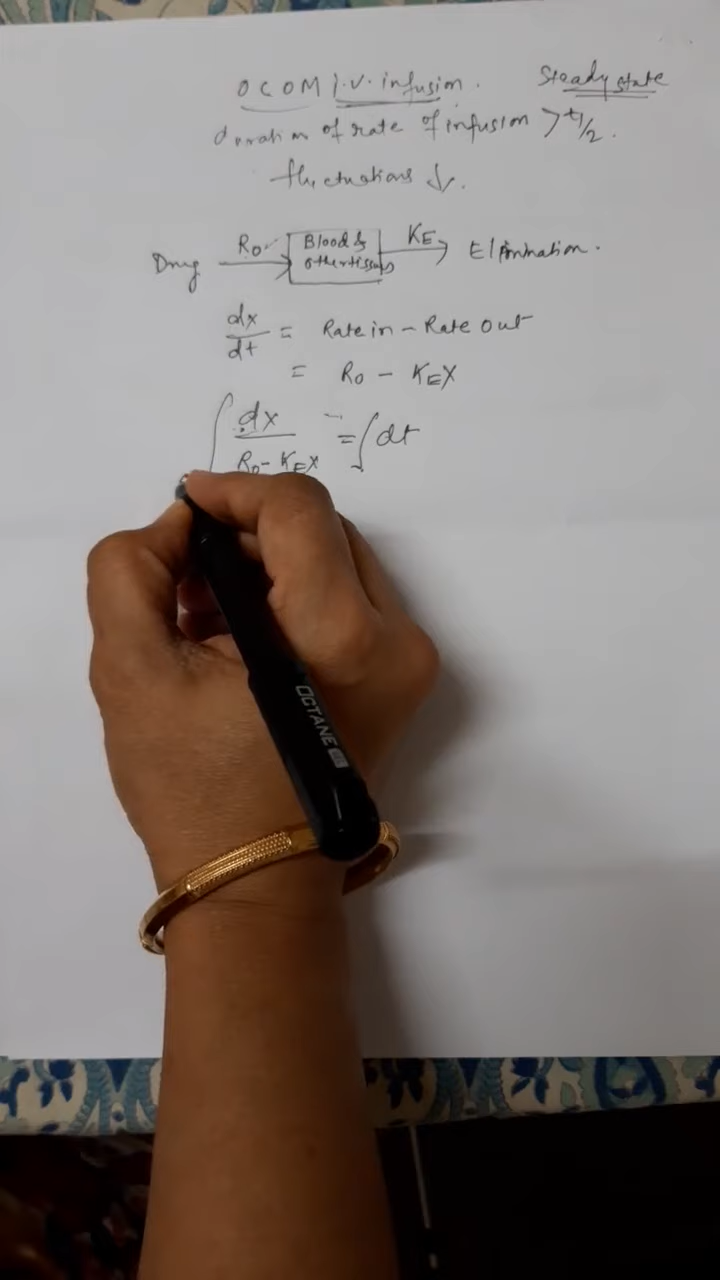 OCOM I.V. infusion. Steady state
duration of rate of infusion > t1/2.
fluctuations ↓.
Drug R0 → Blood & other tissues KE → Elimination.
dx/dt = Rate in - Rate out
= R0 - KEX
∫ dx/R0-KEX = ∫ dt
OCTANE